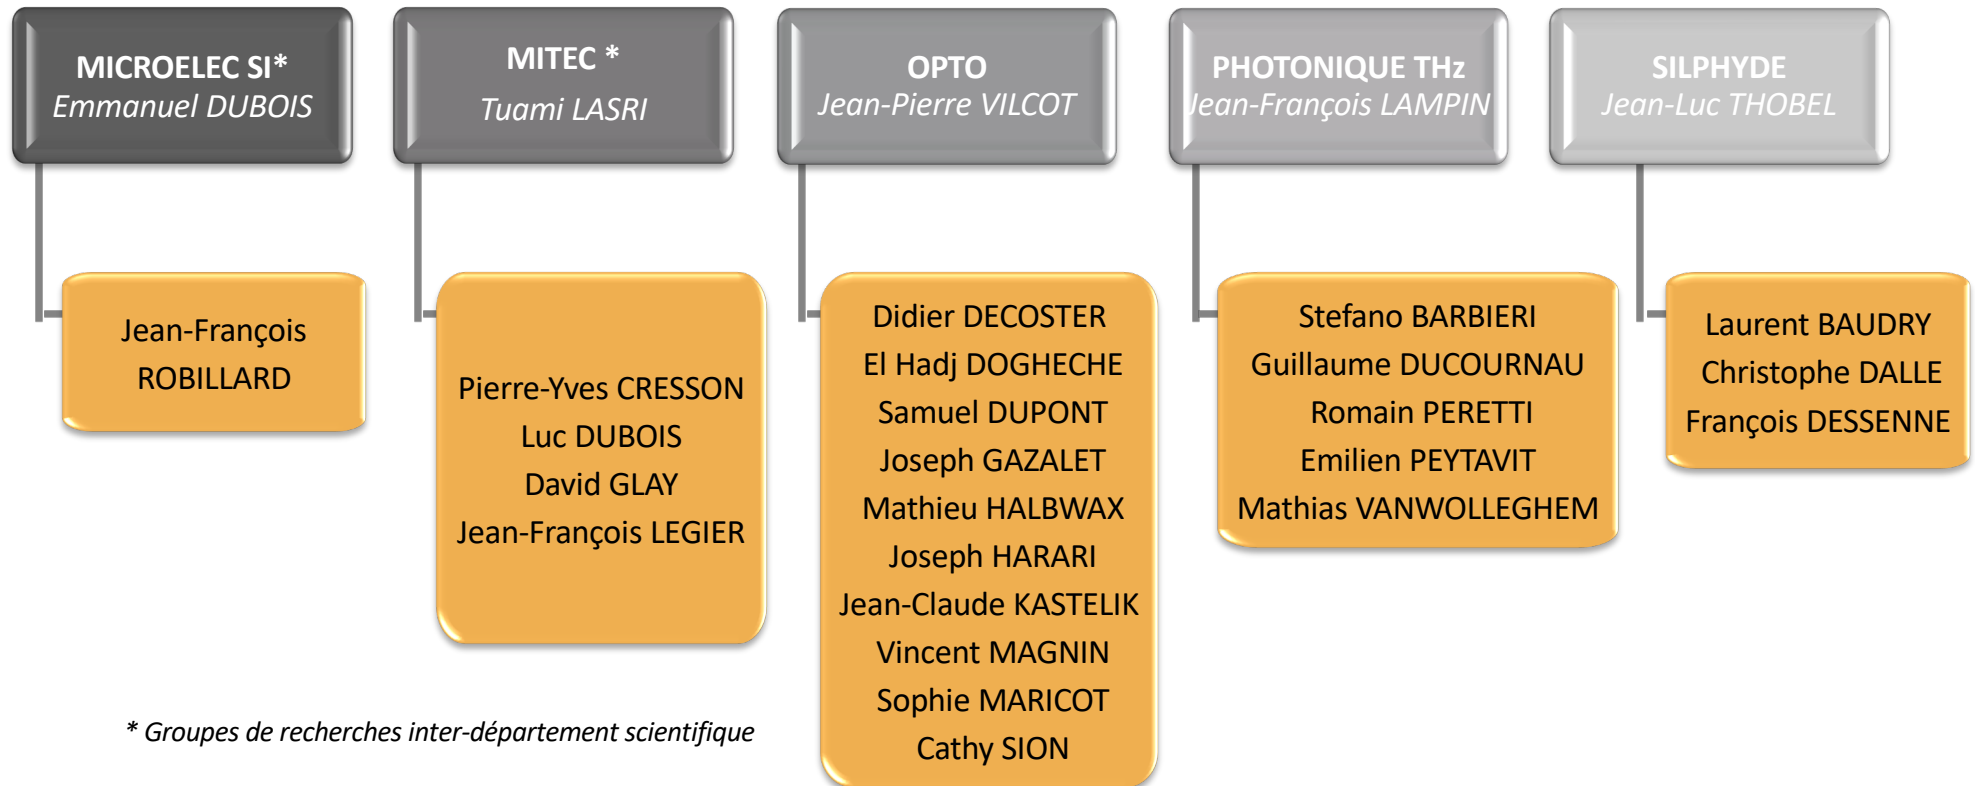 MICROELEC SI*
Emmanuel DUBOIS
MITEC *
Tuami LASRI
OPTO
Jean-Pierre VILCOT
PHOTONIQUE THz
Jean-François LAMPIN
SILPHYDE
Jean-Luc THOBEL
Jean-François
ROBILLARD
Pierre-Yves CRESSON
Luc DUBOIS
David GLAY
Jean-François LEGIER
Didier DECOSTER
El Hadj DOGHECHE
Samuel DUPONT
Joseph GAZALET
Mathieu HALBWAX
Joseph HARARI
Jean-Claude KASTELIK
Vincent MAGNIN
Sophie MARICOT
Cathy SION
Stefano BARBIERI
Guillaume DUCOURNAU
Romain PERETTI
Emilien PEYTAVIT
Mathias VANWOLLEGHEM
Laurent BAUDRY
Christophe DALLE
François DESSENNE
* Groupes de recherches inter-département scientifique